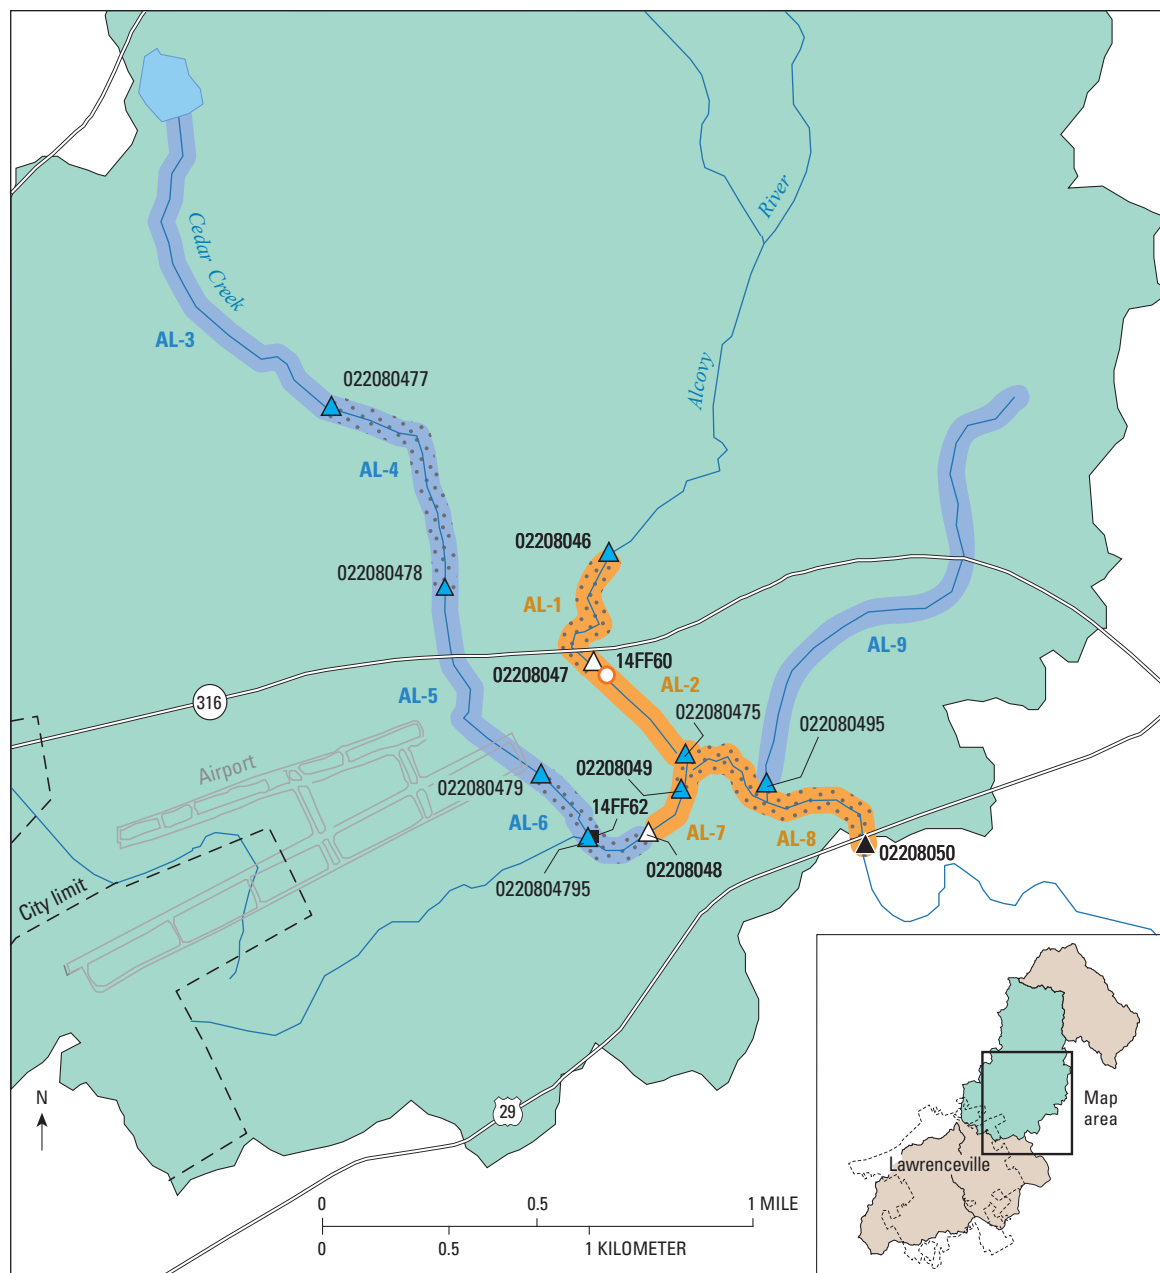 River
Cedar Creek
AL-3
Alcovy
022080477
AL-4
02208046
022080478
AL-1
AL-9
14FF60
02208047
AL-2
AL-5
316
022080475
022080495
Airport
02208049
022080479
14FF62
AL-6
AL-7
AL-8
02208050
02208048
0220804795
City limit
N
29
Map
area
Lawrenceville
0 0.5 1 MILE
0 0.5 1 KILOMETER